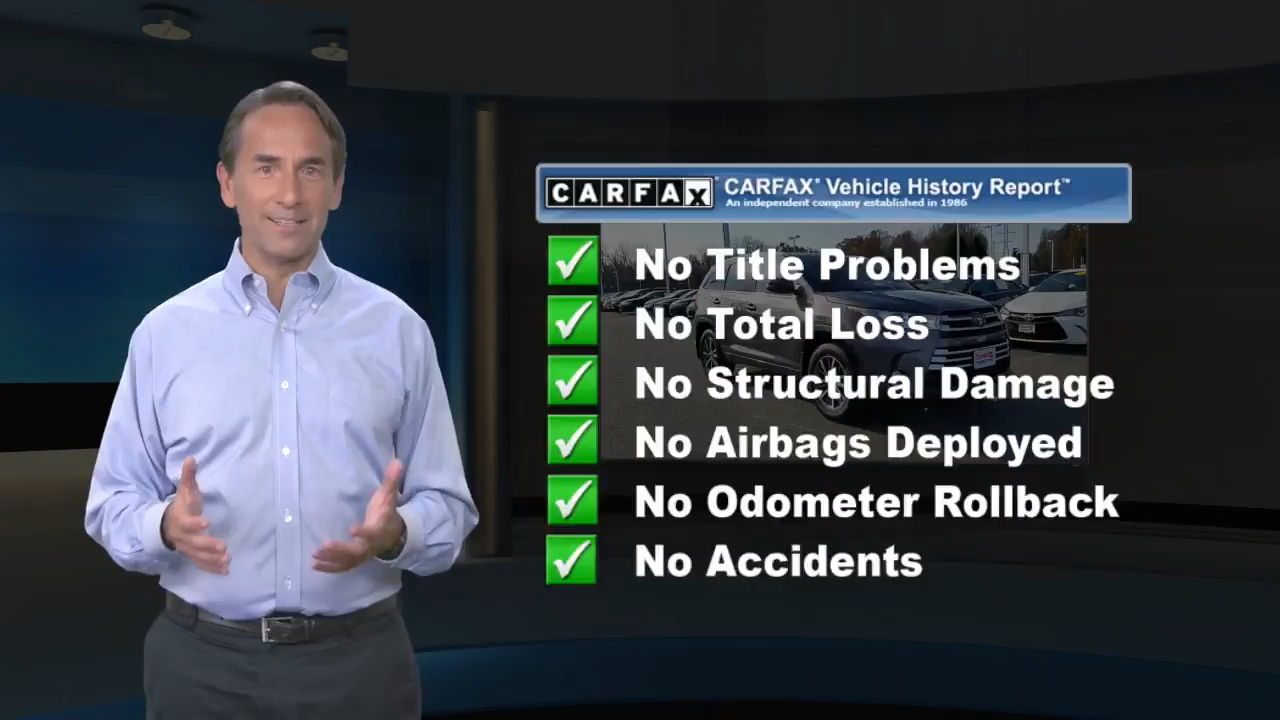 CARFAX
CARFAX® Vehicle History Report™
An independent company established in 1986
No Title Problems
No Total Loss
No Structural Damage
No Airbags Deployed
No Odometer Rollback
No Accidents